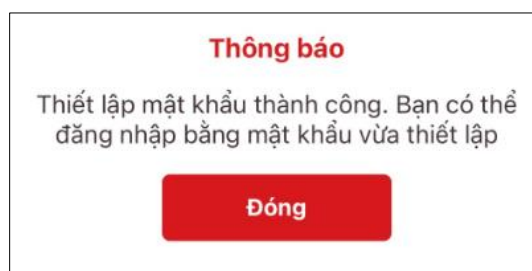 Thông báo
Thiết lập mật khẩu thành công. Bạn có thể
đăng nhập bằng mật khẩu vừa thiết lập
Đóng